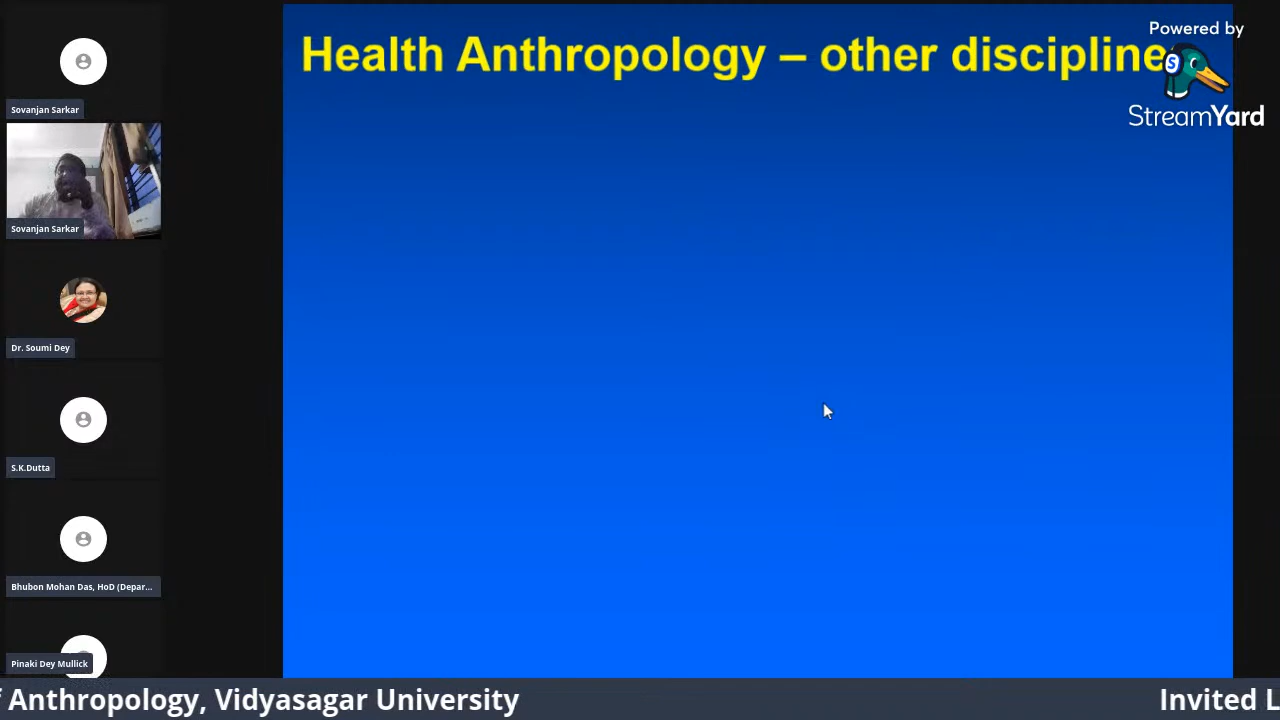 Health Anthropology – other discipline
Powered by
StreamYard
Sovanjan Sarkar
Sovanjan Sarkar
Dr. Soumi Dey
S.K.Dutta
Bhubon Mohan Das, HoD (Depar...
Pinaki Dey Mullick
Anthropology, Vidyasagar University
Invited L